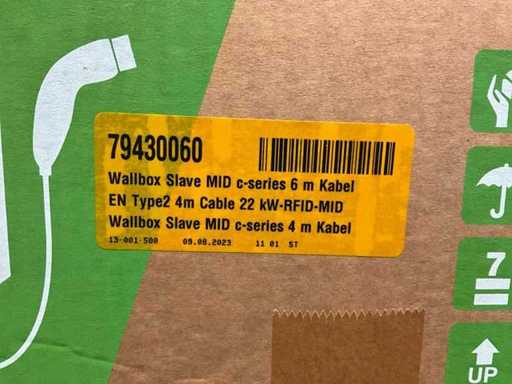 79430060
Wallbox Slave MID c-series 6 m Kabel
EN Type2 4m Cable 22 kW-RFID-MID
Wallbox Slave MID c-series 4 m Kabel
13-001-500 09.08.2023 11 01 ST
7
UP